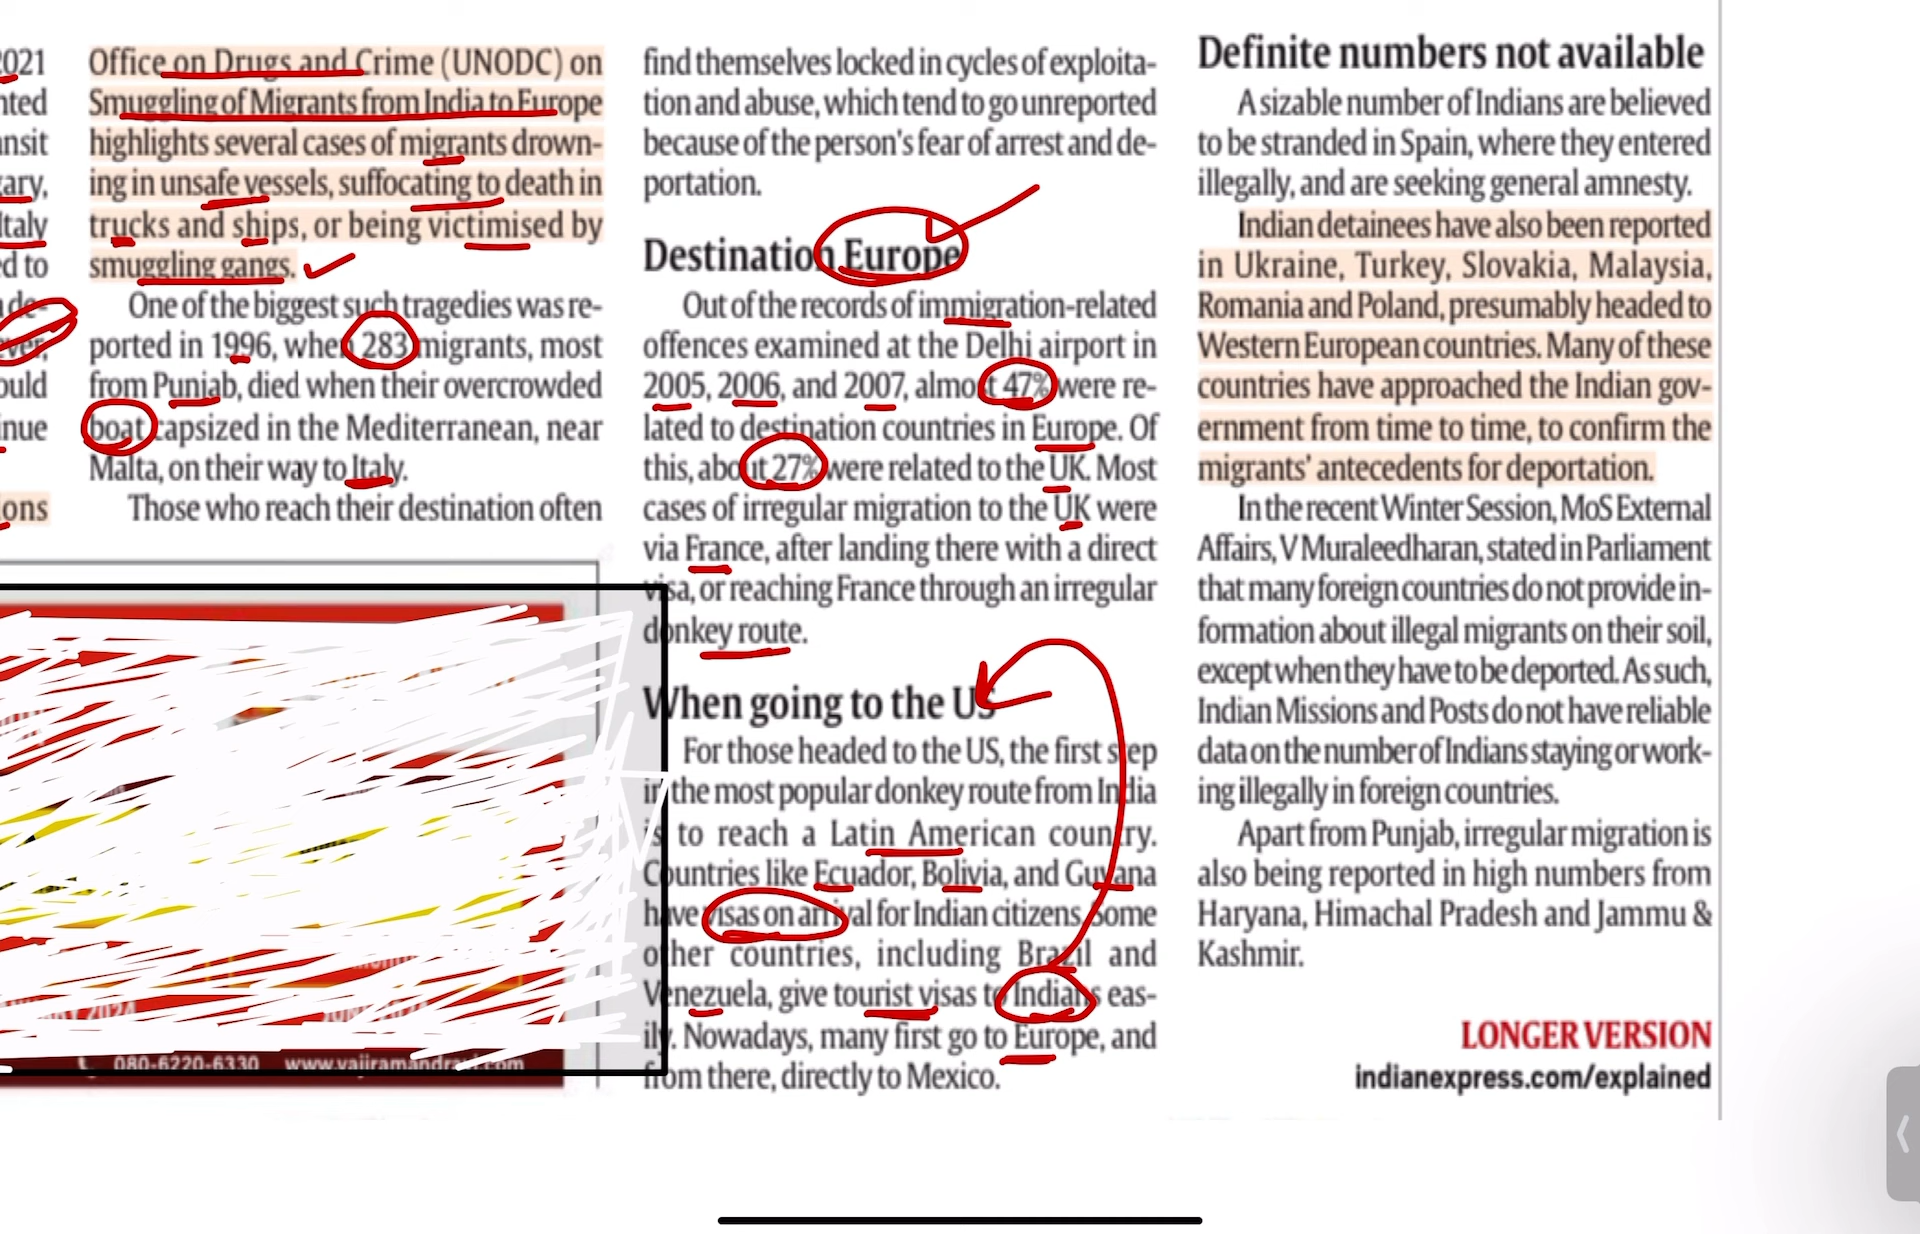 2021
nted
ansit
gary,
Italy
ed to
de-
ever,
ould
inue
ions
Office on Drugs and Crime (UNODC) on
Smuggling of Migrants from India to Europe
highlights several cases of migrants drown-
ing in unsafe vessels, suffocating to death in
trucks and ships, or being victimised by
smuggling gangs.
One of the biggest such tragedies was re-
ported in 1996, when 283 migrants, most
from Punjab, died when their overcrowded
boat capsized in the Mediterranean, near
Malta, on their way to Italy.
Those who reach their destination often
080-6220-6330 www.vajiramandravi.com
find themselves locked in cycles of exploita-
tion and abuse, which tend to go unreported
because of the person's fear of arrest and de-
portation.
Destination Europe
Out of the records of immigration-related
offences examined at the Delhi airport in
2005, 2006, and 2007, almost 47% were re-
lated to destination countries in Europe. Of
this, about 27% were related to the UK. Most
cases of irregular migration to the UK were
via France, after landing there with a direct
visa, or reaching France through an irregular
donkey route.
When going to the US
For those headed to the US, the first step
in the most popular donkey route from India
is to reach a Latin American country.
Countries like Ecuador, Bolivia, and Guyana
have visas on arrival for Indian citizens. Some
other countries, including Brazil and
Venezuela, give tourist visas to Indians eas-
ily. Nowadays, many first go to Europe, and
from there, directly to Mexico.
Definite numbers not available
A sizable number of Indians are believed
to be stranded in Spain, where they entered
illegally, and are seeking general amnesty.
Indian detainees have also been reported
in Ukraine, Turkey, Slovakia, Malaysia,
Romania and Poland, presumably headed to
Western European countries. Many of these
countries have approached the Indian gov-
ernment from time to time, to confirm the
migrants' antecedents for deportation.
In the recent Winter Session, MoS External
Affairs, V Muraleedharan, stated in Parliament
that many foreign countries do not provide in-
formation about illegal migrants on their soil,
except when they have to be deported. As such,
Indian Missions and Posts do not have reliable
data on the number of Indians staying or work-
ing illegally in foreign countries.
Apart from Punjab, irregular migration is
also being reported in high numbers from
Haryana, Himachal Pradesh and Jammu &
Kashmir.
LONGER VERSION
indianexpress.com/explained